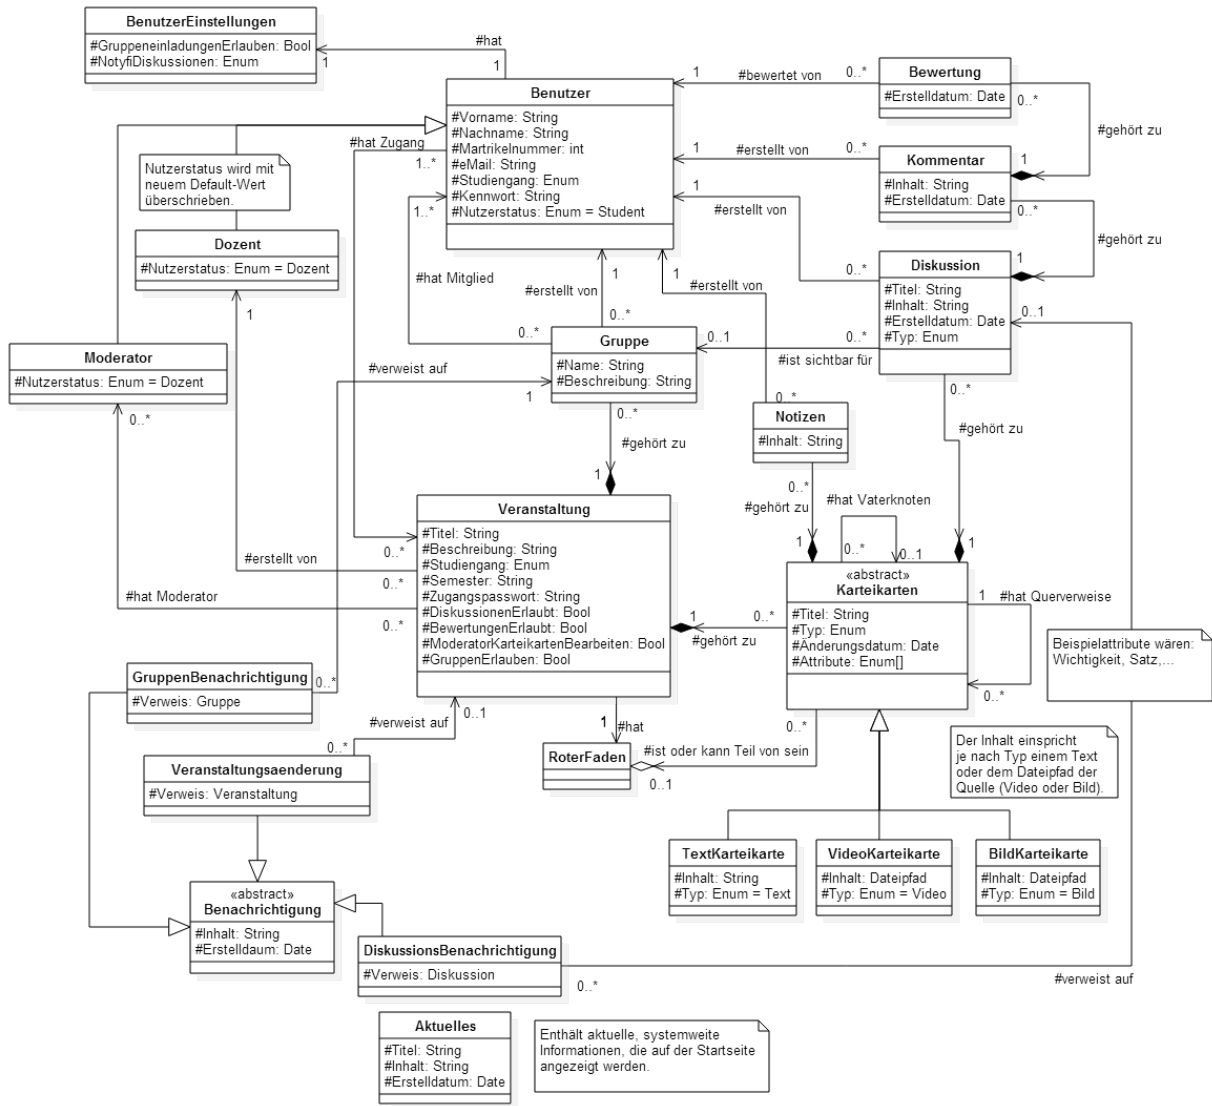 BenutzerEinstellungen
#GruppeneinladungenErlauben: Bool
#NotyfiDiskussionen: Enum
#hat
1
1
Benutzer
#Vorname: String
#Nachname: String
#Martrikelnummer: int
#eMail: String
#Studiengang: Enum
#Kennwort: String
#Nutzerstatus: Enum = Student
1
#bewertet von
0..*
Bewertung
#Erstelldatum: Date
0..*
#gehört zu
1
1
#erstellt von
0..*
Kommentar
#Inhalt: String
#Erstelldatum: Date
0..*
#gehört zu
1
1
#erstellt von
0..*
Diskussion
#Titel: String
#Inhalt: String
#Erstelldatum: Date
#Typ: Enum
0..1
#hat Zugang
1..*
1..*
Nutzerstatus wird mit
neuem Default-Wert
überschrieben.
Dozent
#Nutzerstatus: Enum = Dozent
1
#hat Mitglied
1
#erstellt von
0..*
0..*
1
#erstellt von
0..*
Moderator
#Nutzerstatus: Enum = Dozent
0..*
#verweist auf
1
Gruppe
#Name: String
#Beschreibung: String
0..1
0..*
#ist sichtbar für
0..*
#gehört zu
1
Notizen
#Inhalt: String
0..*
#gehört zu
1
0..*
#gehört zu
1
#hat Vaterknoten
0..*
0..1
Veranstaltung
#Titel: String
#Beschreibung: String
#Studiengang: Enum
#Semester: String
#Zugangspasswort: String
#DiskussionenErlaubt: Bool
#BewertungenErlaubt: Bool
#ModeratorKarteikartenBearbeiten: Bool
#GruppenErlauben: Bool
0..*
#erstellt von
0..*
#hat Moderator
0..*
1
0..*
#gehört zu
«abstract»
Karteikarten
#Titel: String
#Typ: Enum
#Änderungsdatum: Date
#Attribute: Enum[]
1
#hat Querverweise
0..*
Beispielattribute wären:
Wichtigkeit, Satz,...
GruppenBenachrichtigung
#Verweis: Gruppe
0..*
#verweist auf
0..1
0..*
1
#hat
RoterFaden
#ist oder kann Teil von sein
0..1
0..*
Der Inhalt einspricht
je nach Typ einem Text
oder dem Dateipfad der
Quelle (Video oder Bild).
Veranstaltungsaenderung
#Verweis: Veranstaltung
TextKarteikarte
#Inhalt: String
#Typ: Enum = Text
VideoKarteikarte
#Inhalt: Dateipfad
#Typ: Enum = Video
BildKarteikarte
#Inhalt: Dateipfad
#Typ: Enum = Bild
«abstract»
Benachrichtigung
#Inhalt: String
#Erstelldaum: Date
DiskussionsBenachrichtigung
#Verweis: Diskussion
0..*
#verweist auf
Aktuelles
#Titel: String
#Inhalt: String
#Erstelldatum: Date
Enthält aktuelle, systemweite
Informationen, die auf der Startseite
angezeigt werden.